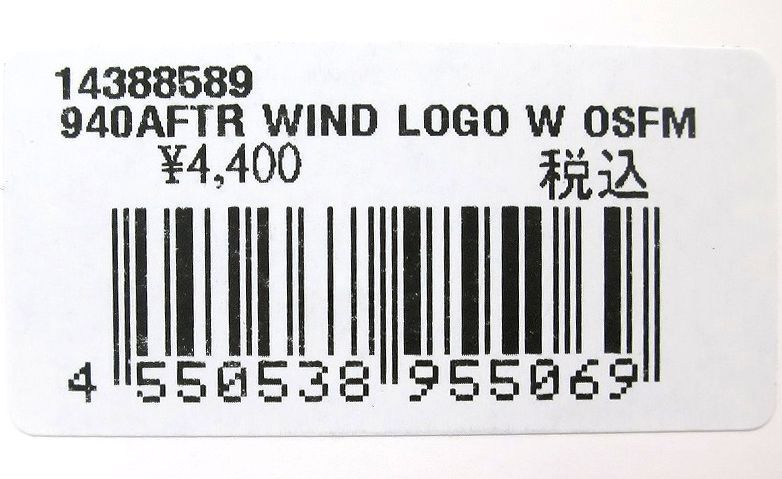 14388589
940AFTR WIND LOGO W OSFM
¥4,400 税込
4 550538 955069